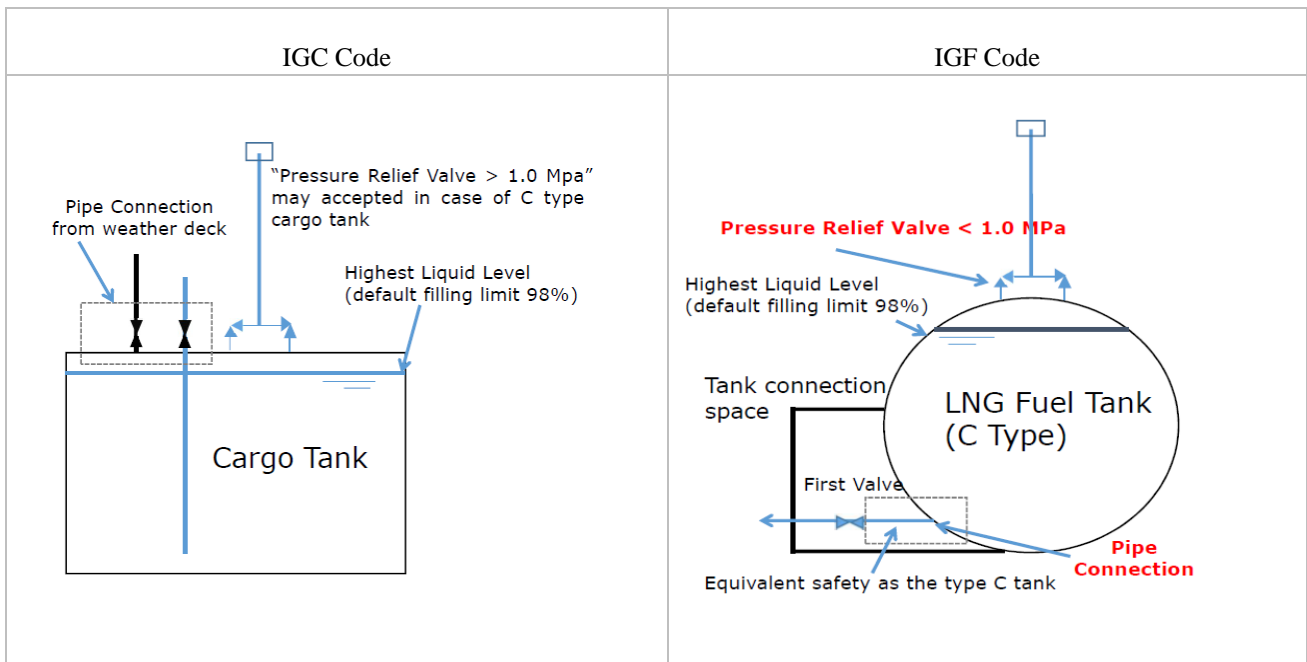 IGC Code
IGF Code
"Pressure Relief Valve > 1.0 Mpa"
may accepted in case of C type
cargo tank
Pipe Connection
from weather deck
Highest Liquid Level
(default filling limit 98%)
Cargo Tank
Pressure Relief Valve < 1.0 MPa
Highest Liquid Level
(default filling limit 98%)
Tank connection
space
LNG Fuel Tank
(C Type)
First Valve
Pipe
Connection
Equivalent safety as the type C tank